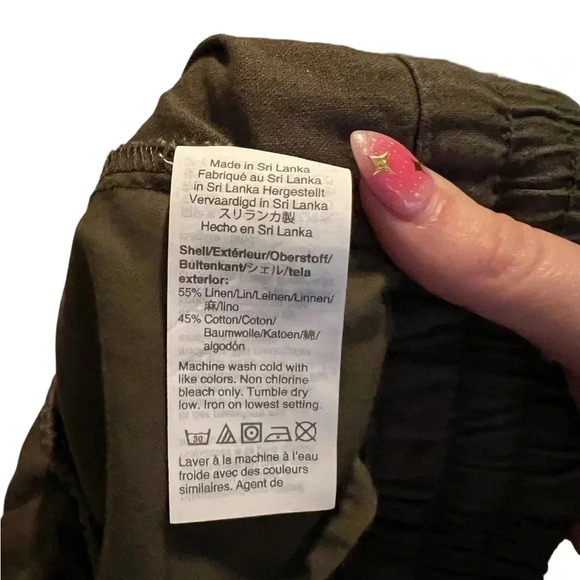 Made in Sri Lanka
Fabriqué au Sri Lanka
in Sri Lanka Hergestellt
Vervaardigd in Sri Lanka
スリランカ製
Hecho en Sri Lanka
Shell/Extérieur/Oberstoff/
Buitenkant/シェル/tela
exterior:
55% Linen/Lin/Leinen/Linnen/
麻/lino
45% Cotton/Coton/
Baumwolle/Katoen/綿/
algodón
Machine wash cold with
like colors. Non chlorine
bleach only. Tumble dry
low. Iron on lowest setting.
30
Laver à la machine à l'eau
froide avec des couleurs
similaires. Agent de